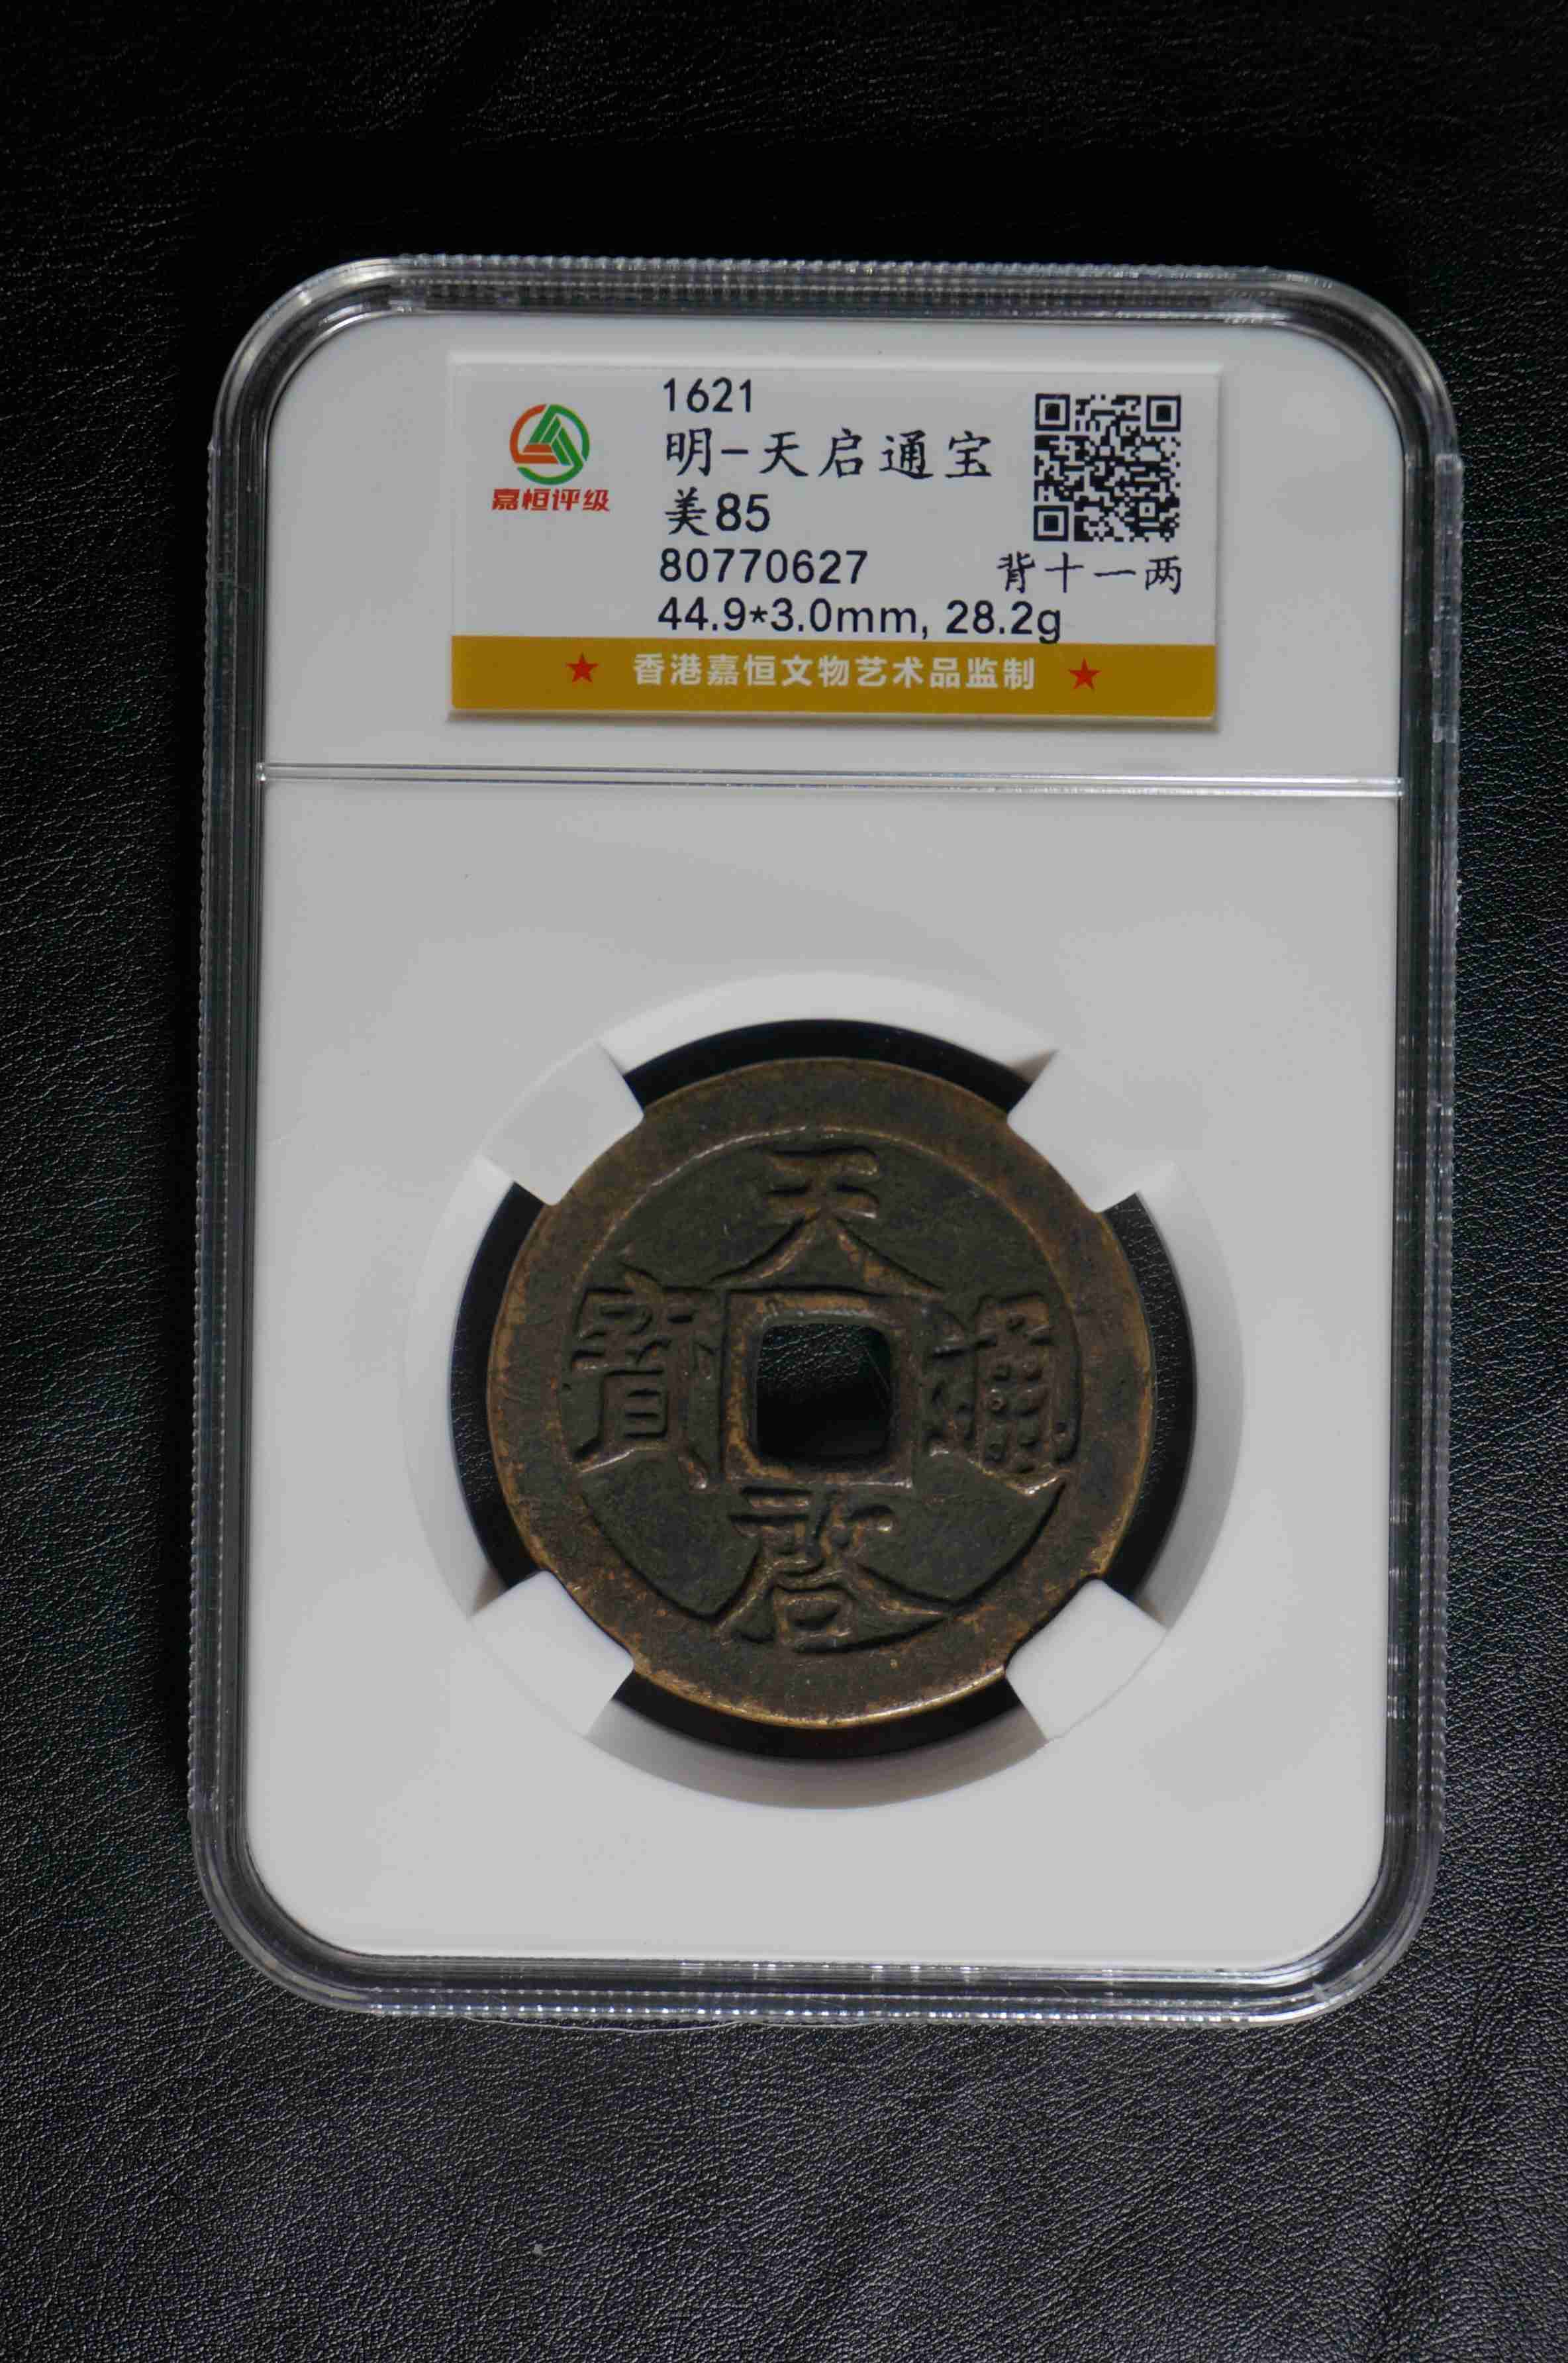 1621
明-天启通宝
嘉恒评级
美85
80770627
背十一两
44.9*3.0mm, 28.2g
★ 香港嘉恒文物艺术品监制 ★
天
寶 通
啓